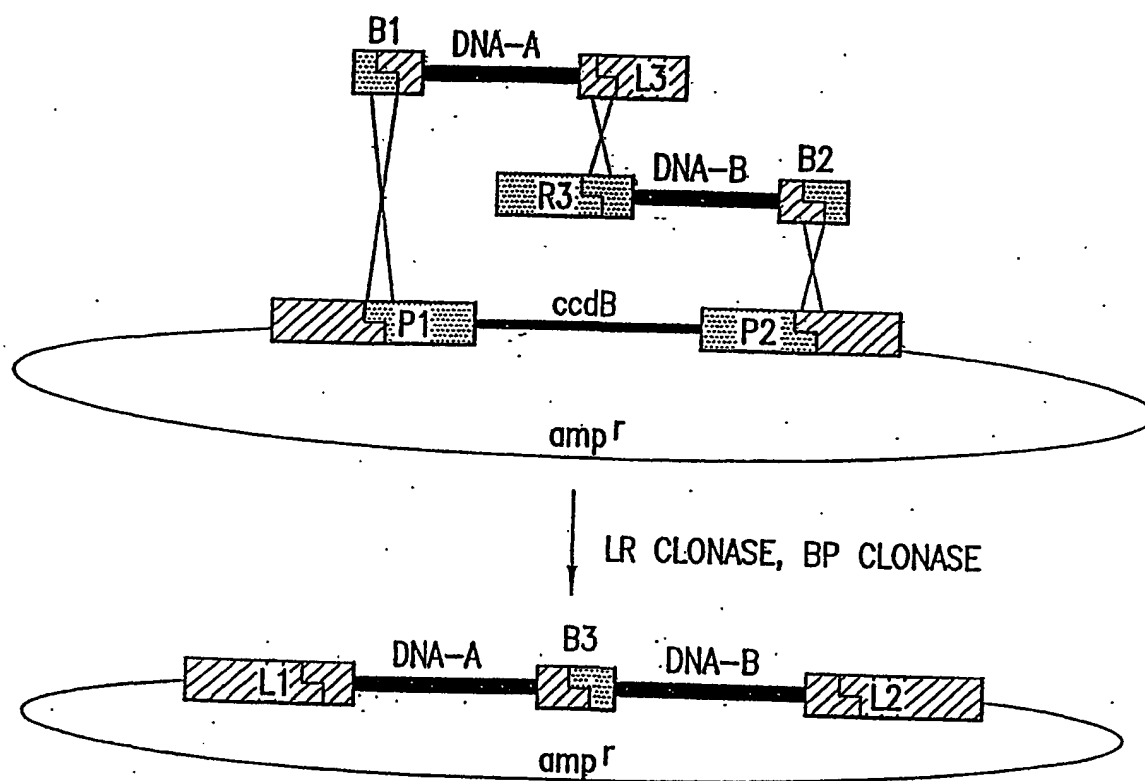 B1 DNA-A
L3
DNA-B B2
R3
ccdB
P1 P2
amp r
LR CLONASE, BP CLONASE
DNA-A B3 DNA-B
L1 L2
amp r